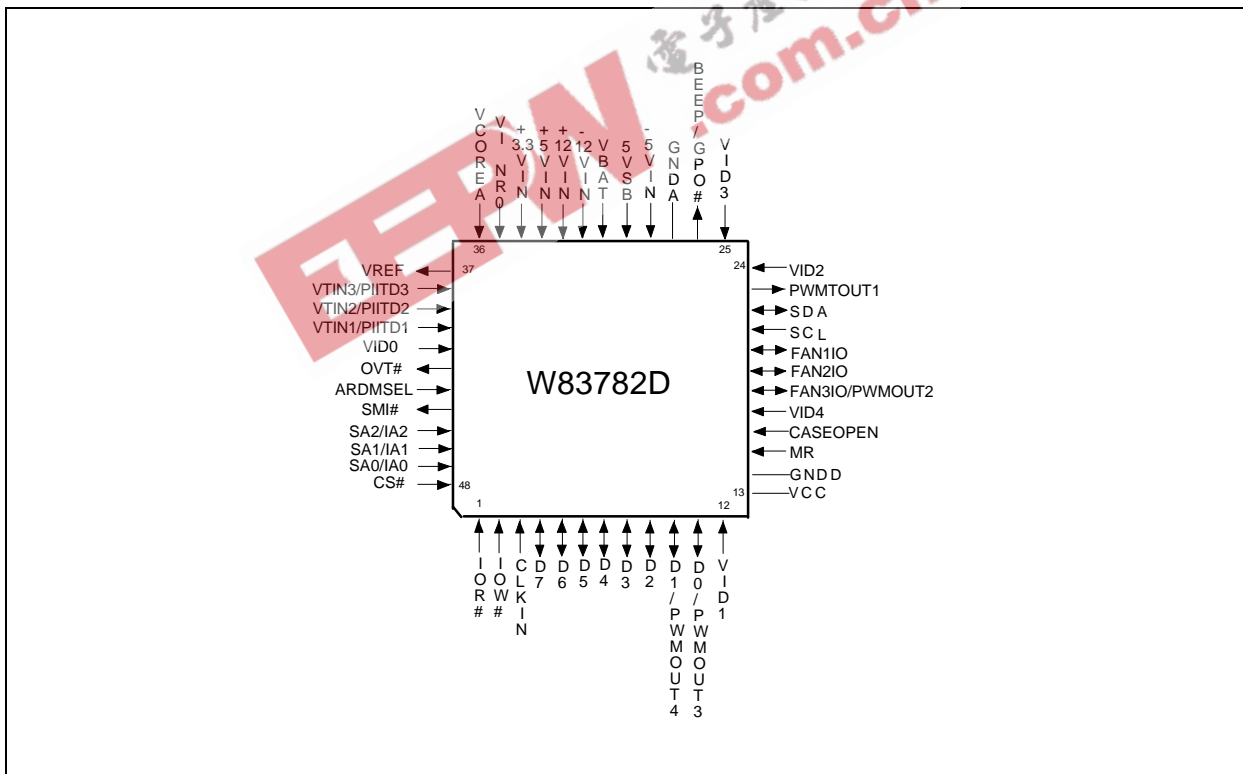 電子
EEPW
.com.cn
VCOREA
VINR0
+3.3VIN
+5VIN
+12VIN
-12VIN
VBAT
5VSB
-5VIN
GNDA
BEEP/GPO#
VID3
36
25
37
24
VREF
VTIN3/PIITD3
VTIN2/PIITD2
VTIN1/PIITD1
VID0
OVT#
ARDMSEL
SMI#
SA2/IA2
SA1/IA1
SA0/IA0
CS#
W83782D
VID2
PWMTOUT1
SDA
SCL
FAN1IO
FAN2IO
FAN3IO/PWMOUT2
VID4
CASEOPEN
MR
GNDD
VCC
48
13
1
12
IOR#
IOW#
CLKIN
D7
D6
D5
D4
D3
D2
D1/PWMOUT4
D0/PWMOUT3
VID1